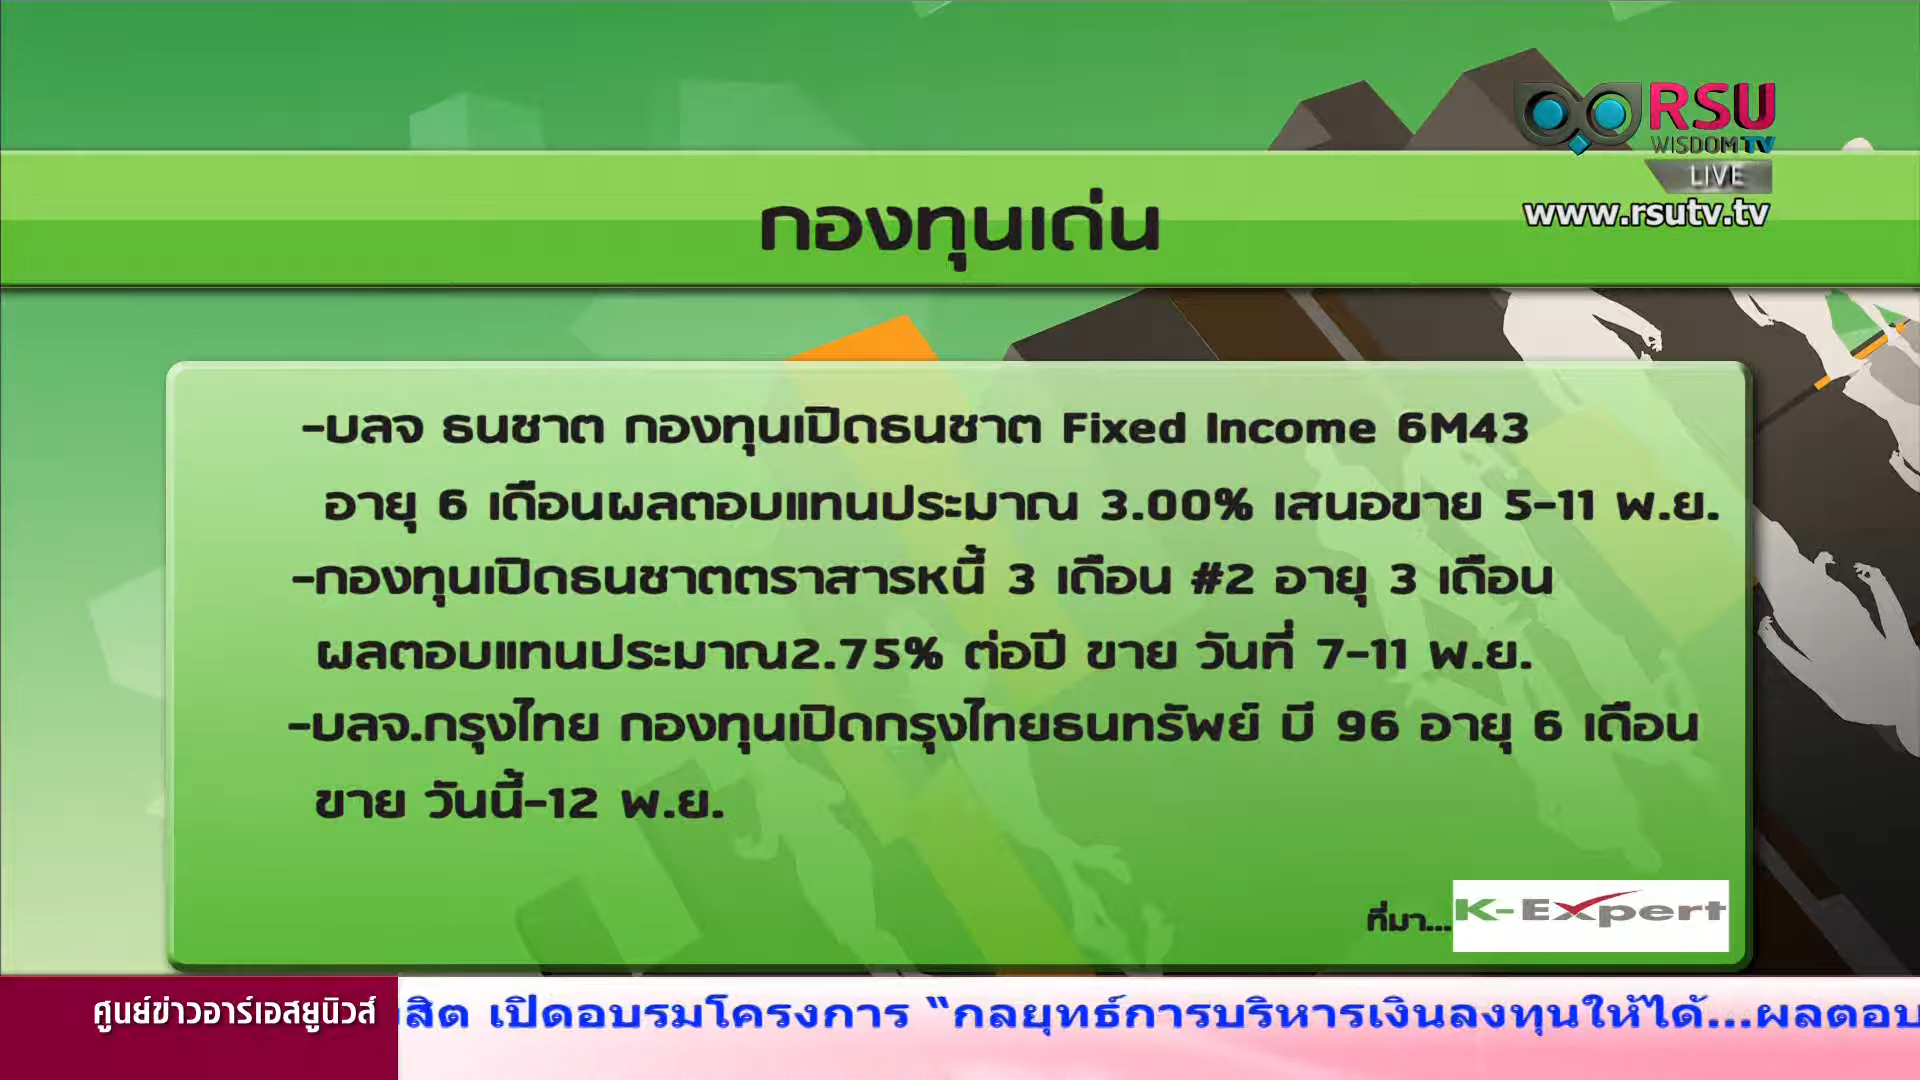 RSU
WISDOM TV
LIVE
www.rsutv.tv
กองทุนเด่น
-บลจ ธนชาต กองทุนเปิดธนชาต Fixed Income 6M43
อายุ 6 เดือนผลตอบแทนประมาณ 3.00% เสนอขาย 5-11 พ.ย.
-กองทุนเปิดธนชาตตราสารหนี้ 3 เดือน #2 อายุ 3 เดือน
ผลตอบแทนประมาณ2.75% ต่อปี ขาย วันที่ 7-11 พ.ย.
-บลจ.กรุงไทย กองทุนเปิดกรุงไทยธนทรัพย์ บี 96 อายุ 6 เดือน
ขาย วันนี้-12 พ.ย.
ที่มา... K-Expert
ศูนย์ข่าวอาร์เอสยูนิวส์
สิต เปิดอบรมโครงการ “กลยุทธ์การบริหารเงินลงทุนให้ได้...ผลตอบ